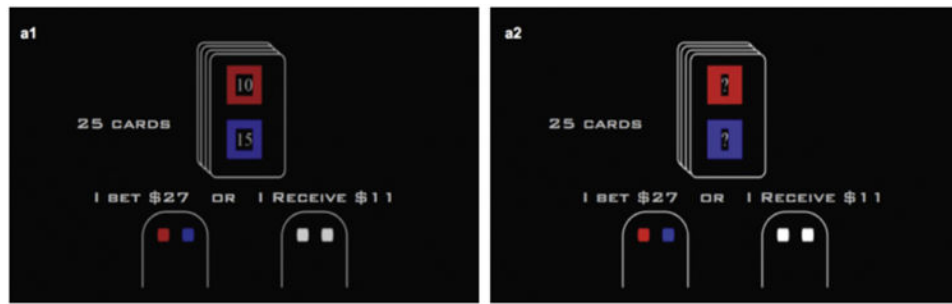 a1
10
25 CARDS
15
I BET $27 OR I RECEIVE $11
a2
?
25 CARDS
?
I BET $27 OR I RECEIVE $11